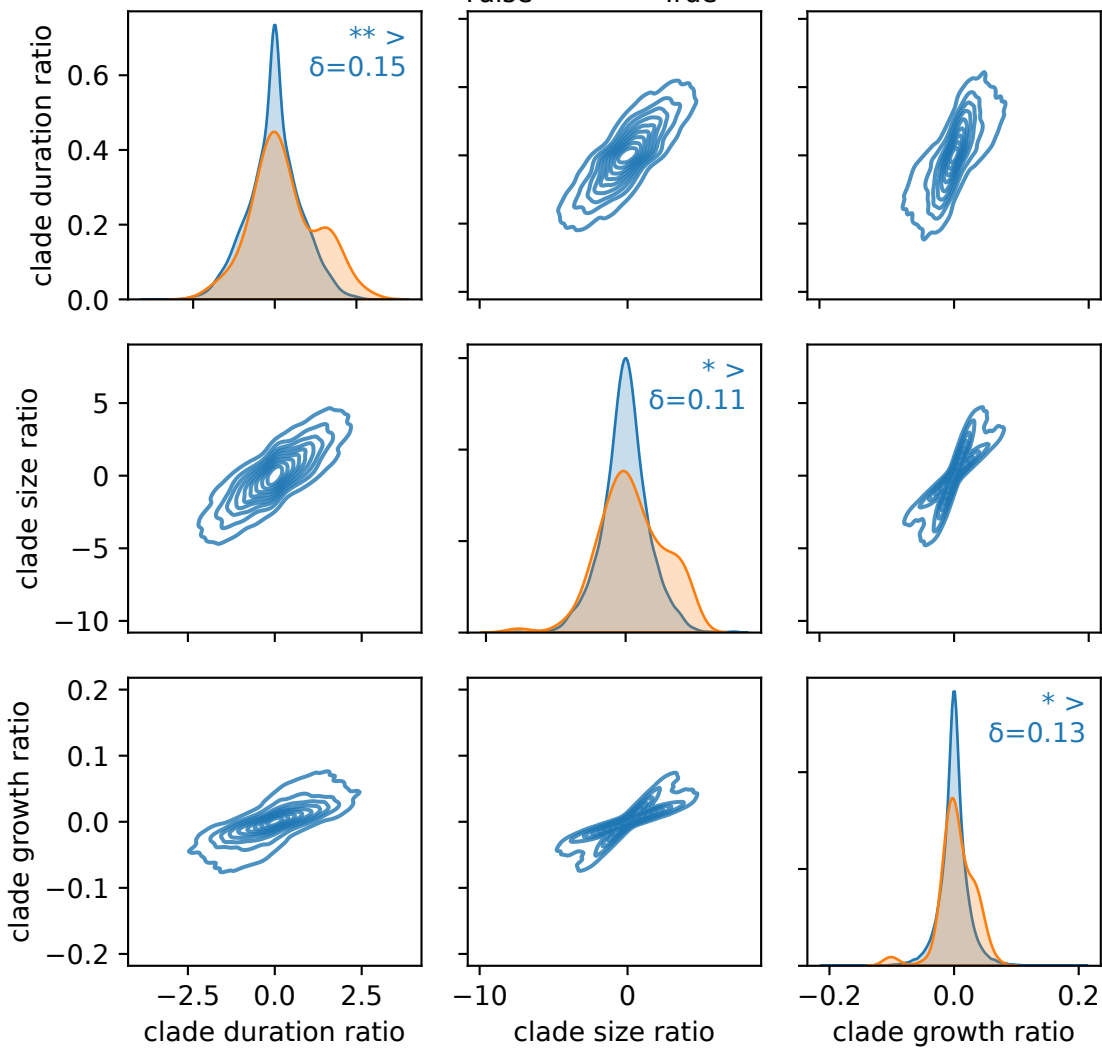 False True
clade duration ratio
0.6
0.4
0.2
0.0
** >
δ=0.15
clade size ratio
5
0
−5
−10
* >
δ=0.11
clade growth ratio
0.2
0.1
0.0
−0.1
−0.2
* >
δ=0.13
−2.5 0.0 2.5
−10 0
−0.2 0.0 0.2
clade duration ratio
clade size ratio
clade growth ratio